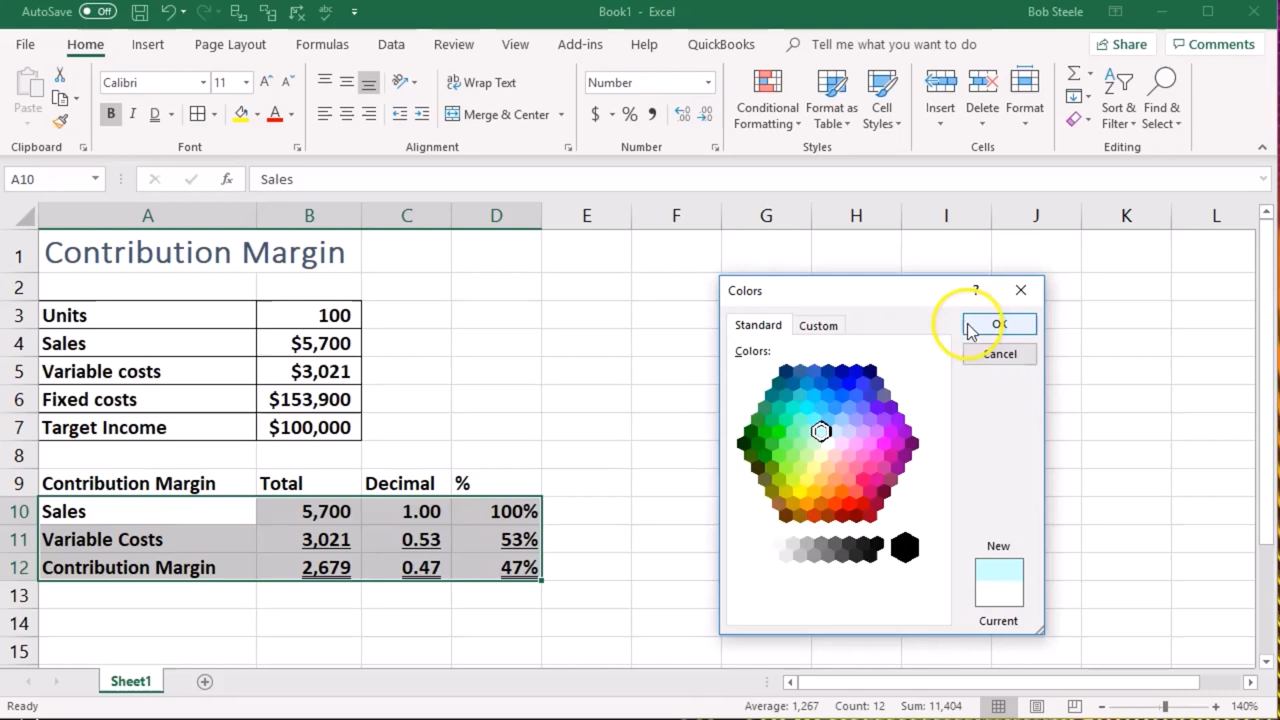 AutoSave Off Book1 - Excel Bob Steele
File Home Insert Page Layout Formulas Data Review View Add-ins Help QuickBooks Tell me what you want to do Share Comments
Paste Calibri 11 A A Wrap Text Number Conditional Formatting Format as Table Cell Styles Insert Delete Format Sort & Filter Find & Select
B I D A Merge & Center $ % ,
Clipboard Font Alignment Number Styles Cells Editing
A10 fx Sales
A B C D E F G H I J K L
1 Contribution Margin
2
3 Units 100
4 Sales $5,700
5 Variable costs $3,021
6 Fixed costs $153,900
7 Target Income $100,000
8
9 Contribution Margin Total Decimal %
10 Sales 5,700 1.00 100%
11 Variable Costs 3,021 0.53 53%
12 Contribution Margin 2,679 0.47 47%
13
14
15
Colors ?
Standard Custom OK
Colors: Cancel
New
Current
Sheet1
Ready Average: 1,267 Count: 12 Sum: 11,404 140%